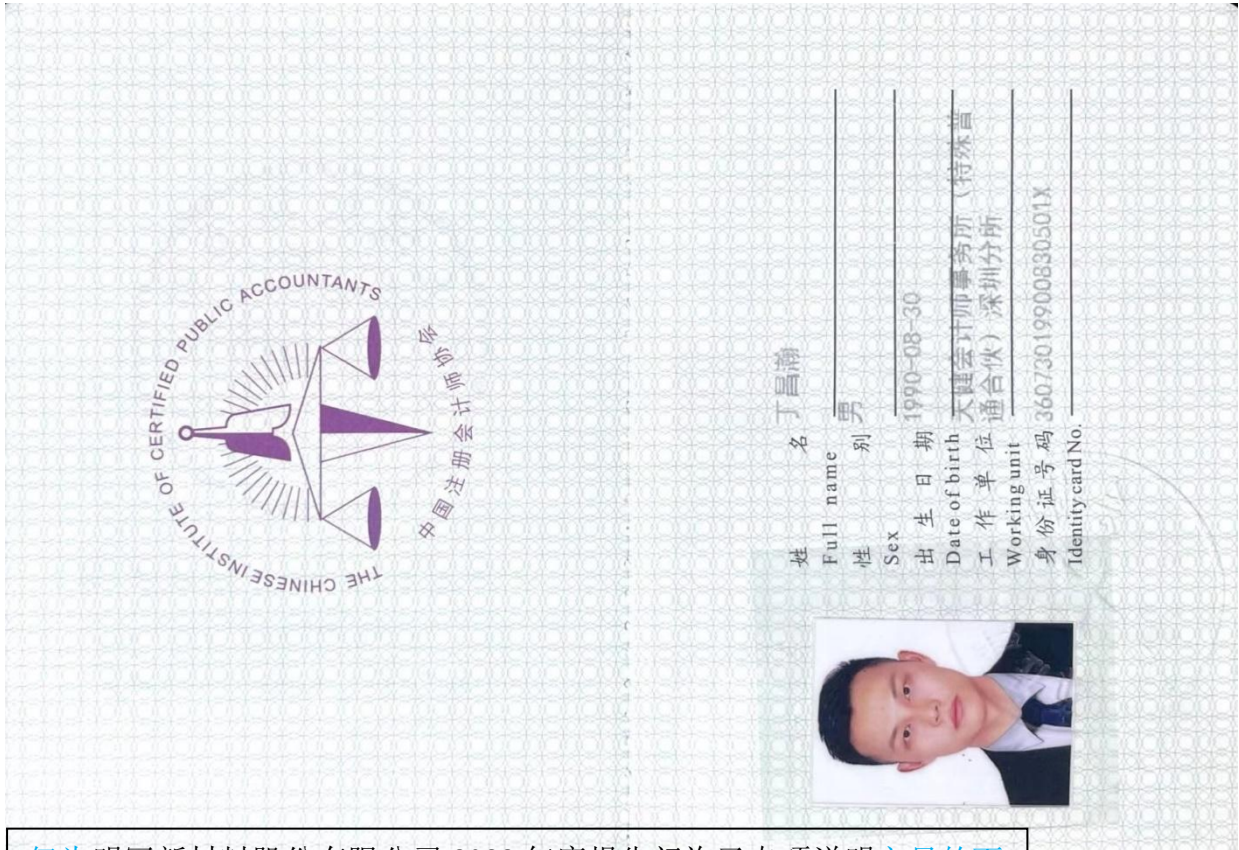 THE CHINESE INSTITUTE OF CERTIFIED PUBLIC ACCOUNTANTS
中国注册会计师协会
姓 名 丁昌瀚
Full name
性 别 男
Sex
出 生 日 期 1990-08-30
Date of birth
工 作 单 位 天健会计师事务所（特殊普
通合伙）深圳分所
Working unit
身 份 证 号 码 36073019900830501X
Identity card No.